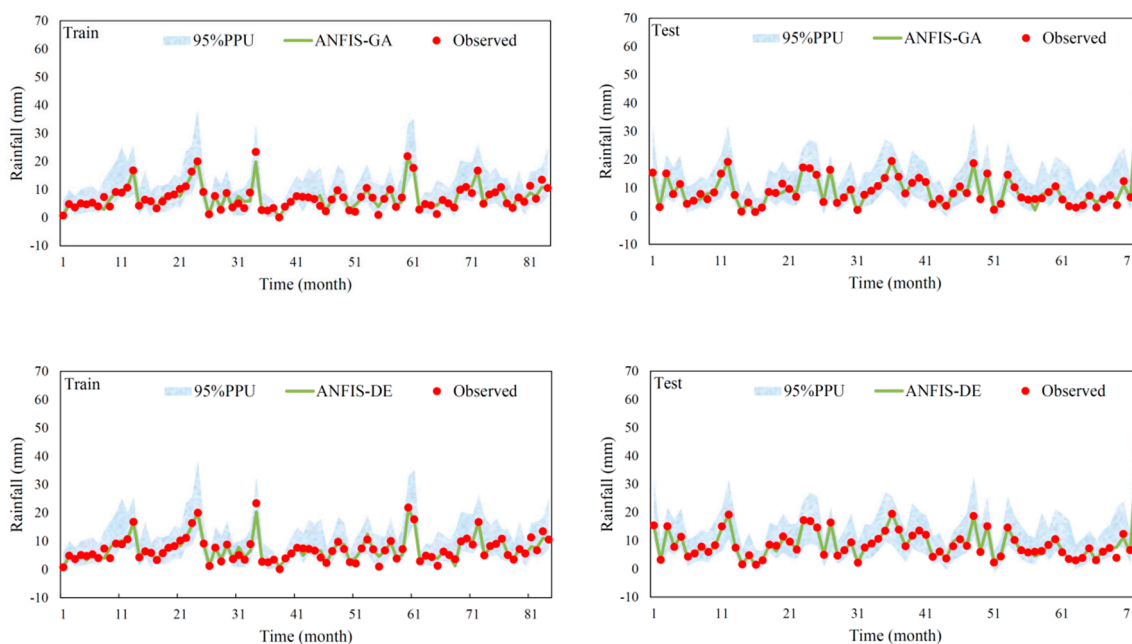 Train
95%PPU ANFIS-GA Observed
Rainfall (mm)
70
60
50
40
30
20
10
0
-10
1 11 21 31 41 51 61 71 81
Time (month)
Test
95%PPU ANFIS-GA Observed
Rainfall (mm)
70
60
50
40
30
20
10
0
-10
1 11 21 31 41 51 61 7
Time (month)
Train
95%PPU ANFIS-DE Observed
Rainfall (mm)
70
60
50
40
30
20
10
0
-10
1 11 21 31 41 51 61 71 81
Time (month)
Test
95%PPU ANFIS-DE Observed
Rainfall (mm)
70
60
50
40
30
20
10
0
-10
1 11 21 31 41 51 61 7
Time (month)